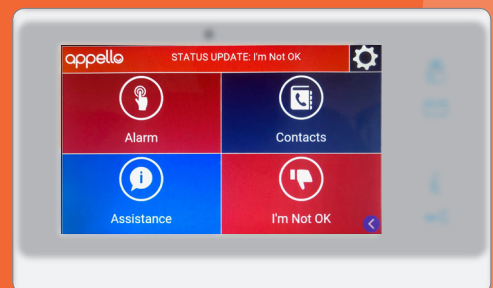 appello
STATUS UPDATE: I'm Not OK
Alarm
Contacts
Assistance
I'm Not OK